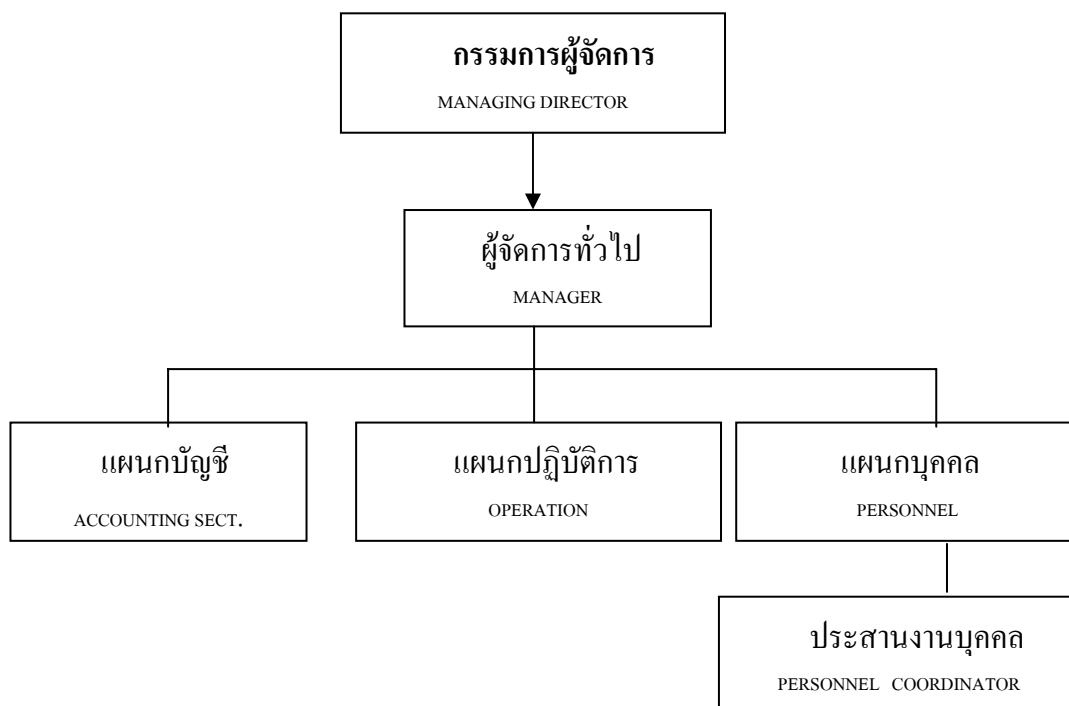 กรรมการผู้จัดการ
MANAGING DIRECTOR
ผู้จัดการทั่วไป
MANAGER
แผนกบัญชี
ACCOUNTING SECT.
แผนกปฏิบัติการ
OPERATION
แผนกบุคคล
PERSONNEL
ประสานงานบุคคล
PERSONNEL COORDINATOR